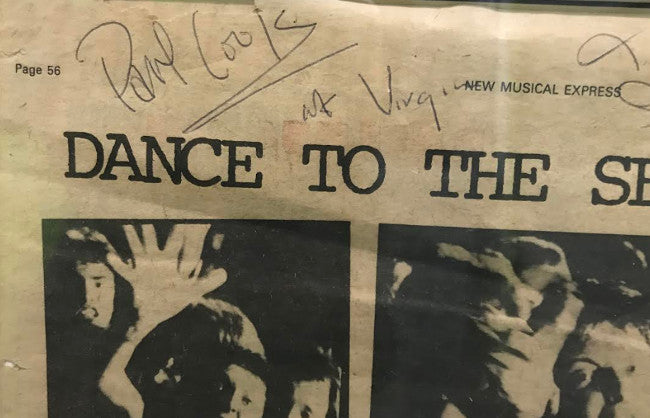 Paul Cook
Page 56
at Virgin
NEW MUSICAL EXPRESS
DANCE TO THE SE